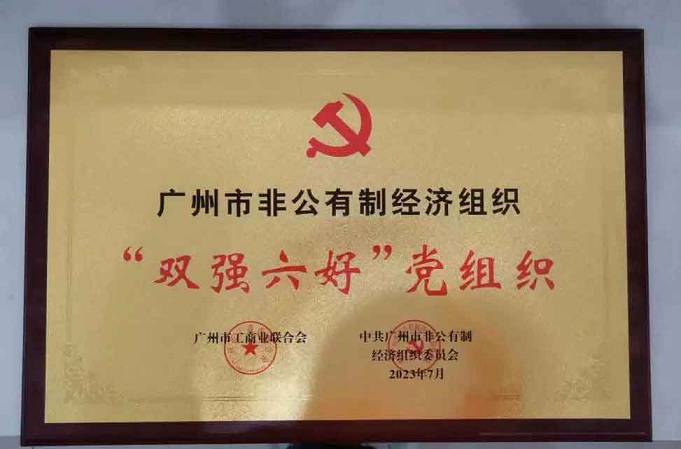 广州市非公有制经济组织
“双强六好”党组织
广州市工商业联合会
中共广州市非公有制
经济组织委员会
2023年7月